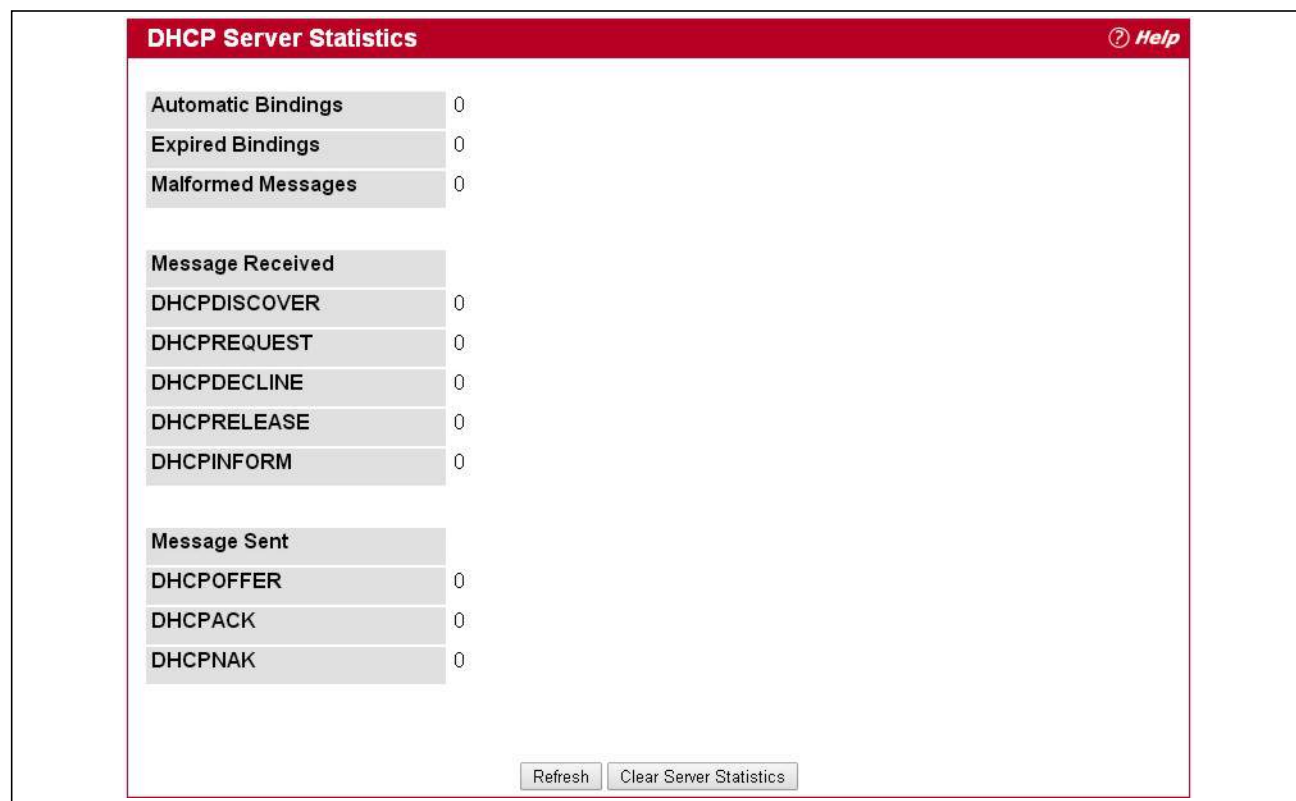 DHCP Server Statistics ? Help
Automatic Bindings 0
Expired Bindings 0
Malformed Messages 0
Message Received
DHCPDISCOVER 0
DHCPREQUEST 0
DHCPDECLINE 0
DHCPRELEASE 0
DHCPINFORM 0
Message Sent
DHCPOFFER 0
DHCPACK 0
DHCPNAK 0
Refresh Clear Server Statistics